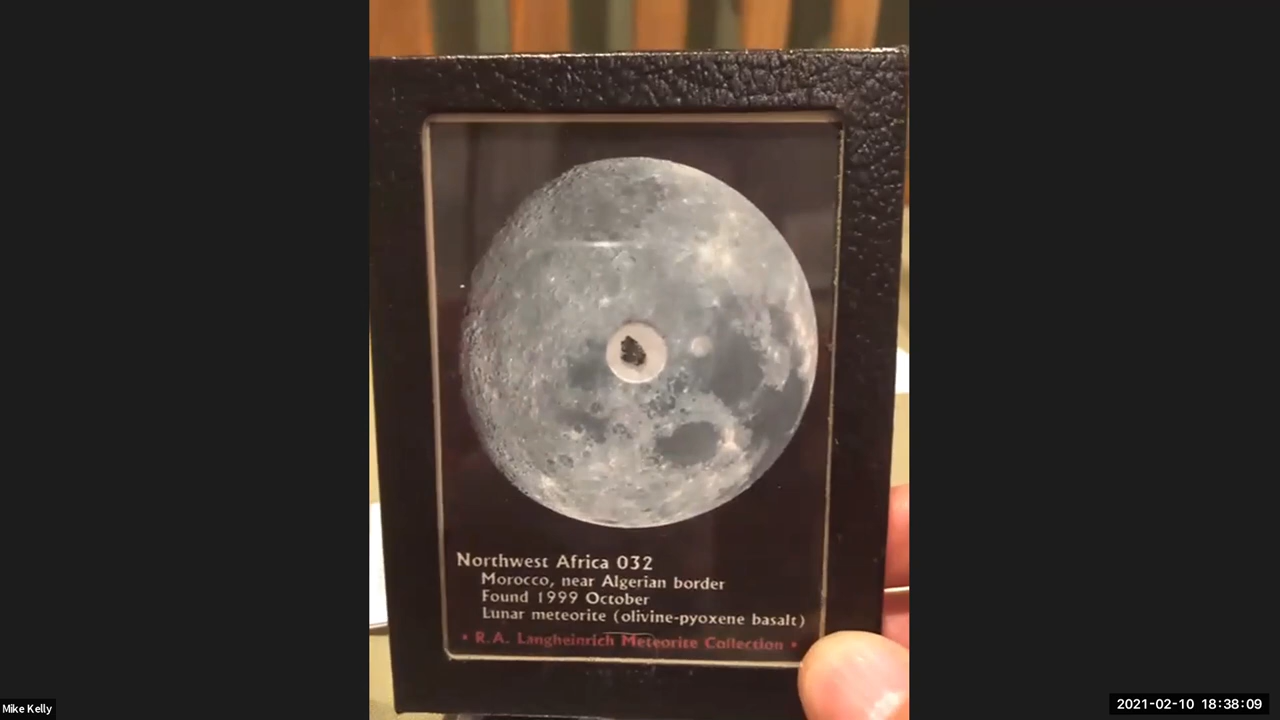 Northwest Africa 032
Morocco, near Algerian border
Found 1999 October
Lunar meteorite (olivine-pyoxene basalt)
• R.A. Langheinrich Meteorite Collection •
Mike Kelly
2021-02-10 18:38:09